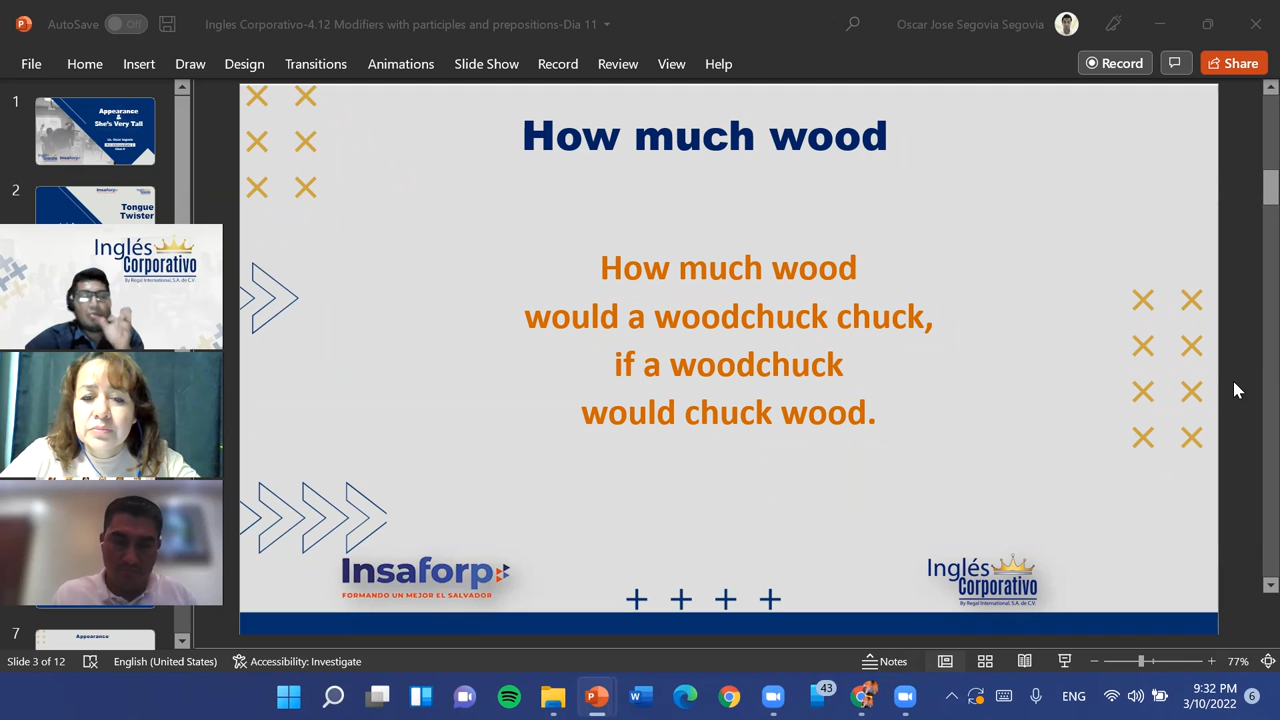 AutoSave
Off
Ingles Corporativo-4.12 Modifiers with participles and prepositions-Dia 11
Oscar Jose Segovia Segovia
File Home Insert Draw Design Transitions Animations Slide Show Record Review View Help
Record
Share
1
Appearance
&
She's Very Tall
2
Insaforp
Tongue
Twister
Inglés
Corporativo
By Regal International, S.A. de C.V.
7
Appearance
How much wood
How much wood
would a woodchuck chuck,
if a woodchuck
would chuck wood.
Insaforp
FORMANDO UN MEJOR EL SALVADOR
Inglés
Corporativo
By Regal International, S.A. de C.V.
Slide 3 of 12 English (United States) Accessibility: Investigate Notes 77%
43
ENG
9:32 PM
3/10/2022
6